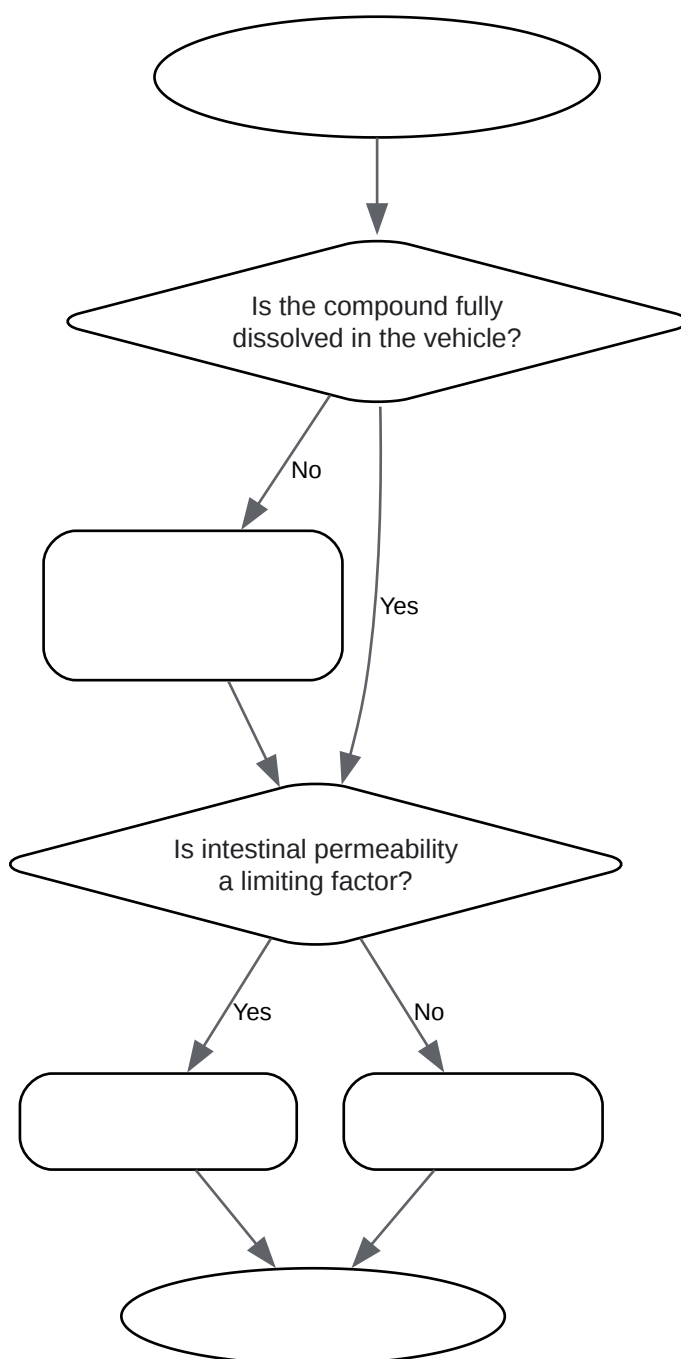 Is the compound fully
dissolved in the vehicle?
No
Yes
Is intestinal permeability
a limiting factor?
Yes
No